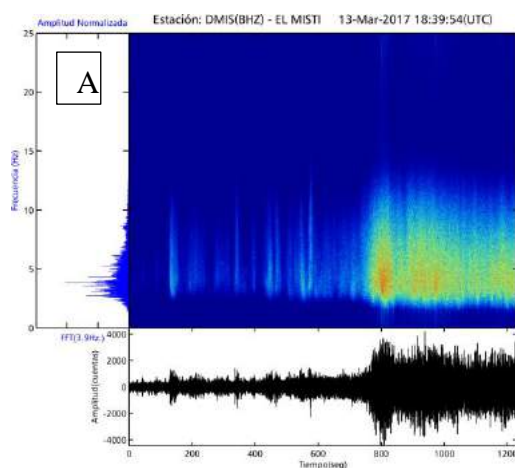 Amplitud Normalizada Estación: DMIS(BHZ) - EL MISTI 13-Mar-2017 18:39:54(UTC)
A
Frecuencia (Hz)
25
20
15
10
5
0
FFT(3.9Hz.)
Amplitud(cuentas)
4000
2000
0
-2000
-4000
0 200 400 600 800 1000 1200
Tiempo(seg)